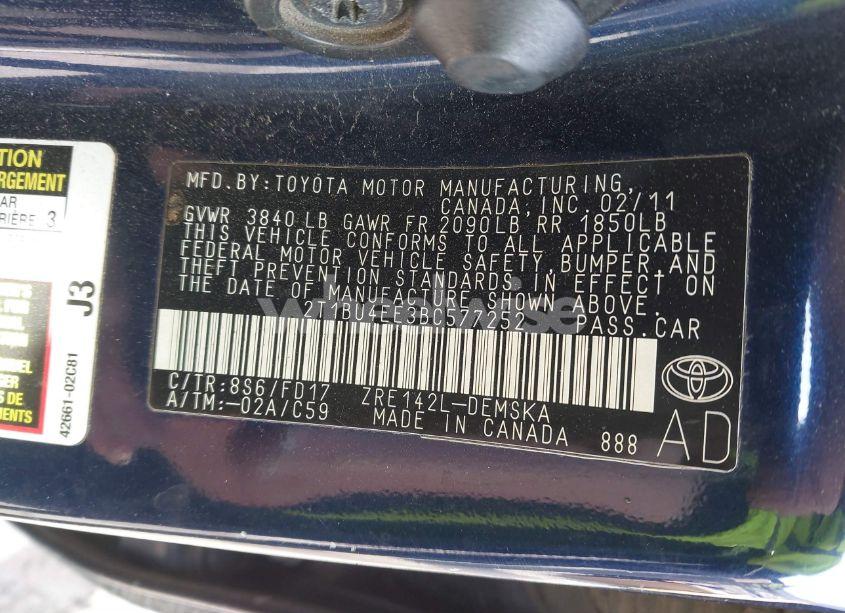 TION
RGEMENT
AR
RIÈRE 3
J3
42661-02C81
MFD.BY:TOYOTA MOTOR MANUFACTURING,
CANADA,INC. 02/11
GVWR 3840 LB GAWR FR 2090LB RR 1850LB
THIS VEHICLE CONFORMS TO ALL APPLICABLE
FEDERAL MOTOR VEHICLE SAFETY,BUMPER,AND
THEFT PREVENTION STANDARDS IN EFFECT ON
THE DATE OF MANUFACTURE SHOWN ABOVE.
2T1BU4EE3BC577252 PASS.CAR
C/TR:8S6/FD17 ZRE142L-DEMSKA
A/TM:-02A/C59 MADE IN CANADA 888 AD